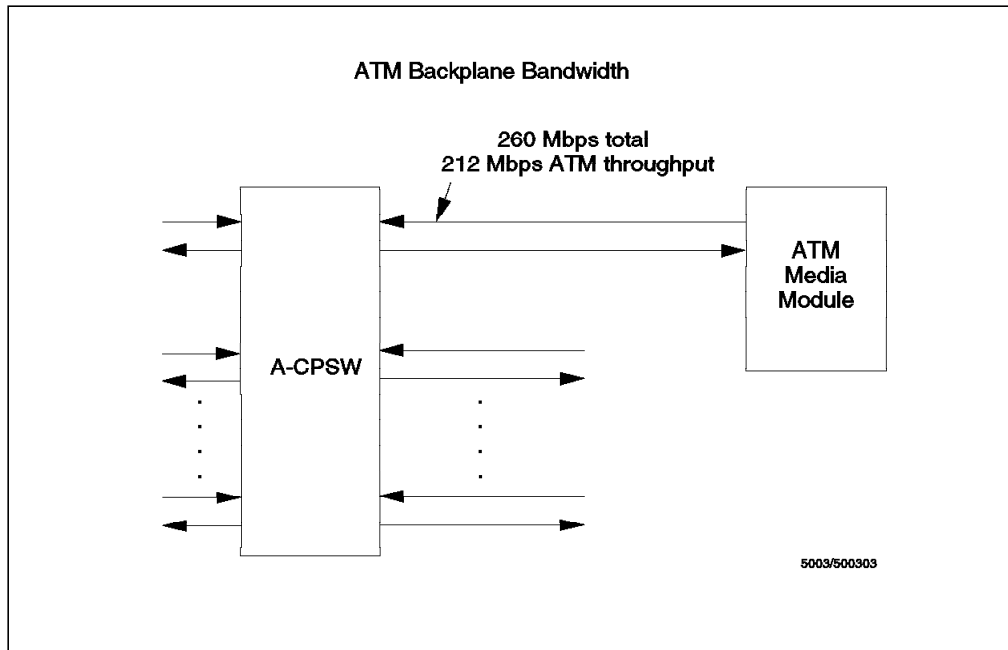 ATM Backplane Bandwidth
260 Mbps total
212 Mbps ATM throughput
ATM
Media
Module
A-CPSW
5003/500303